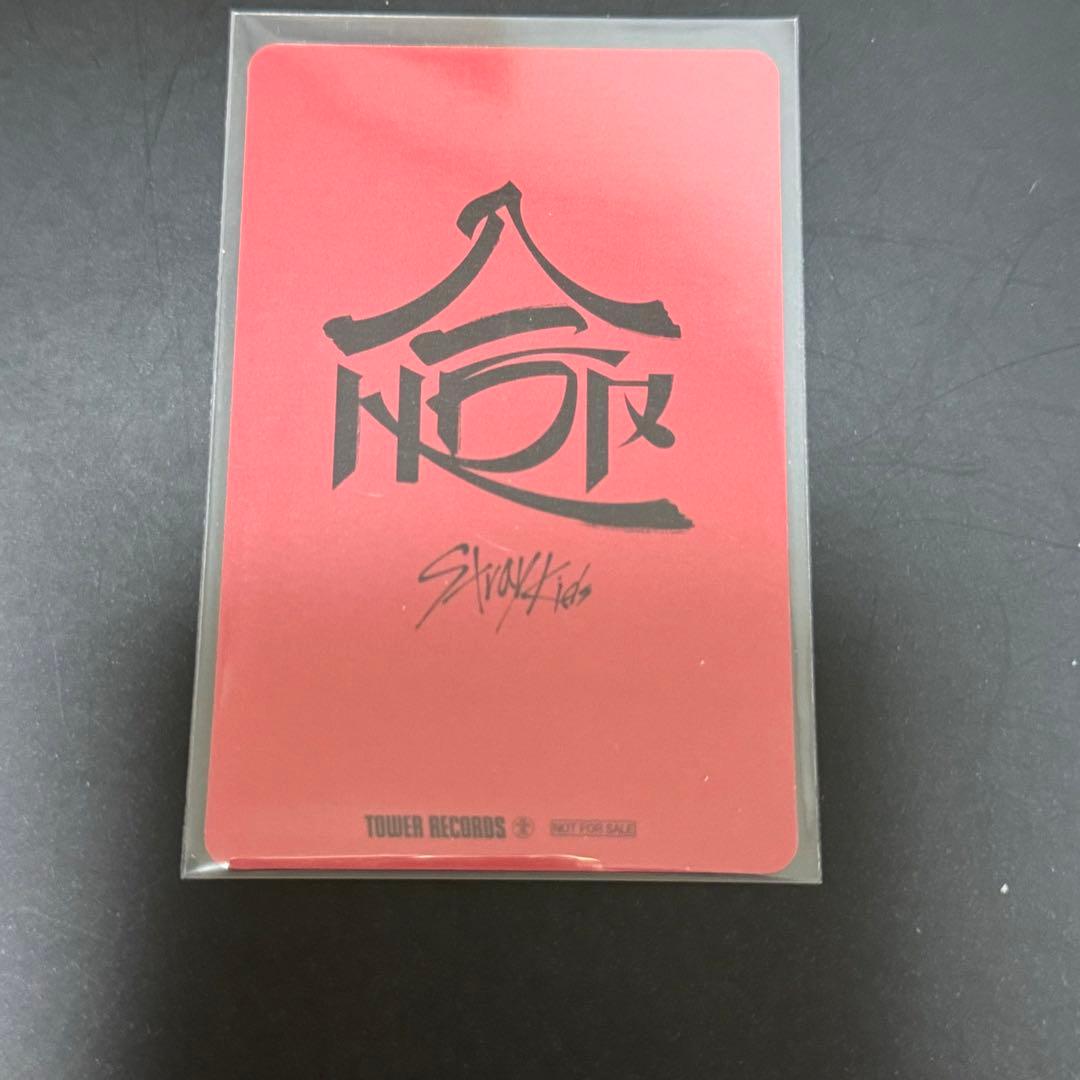 Stray Kids
TOWER RECORDS
NOT FOR SALE